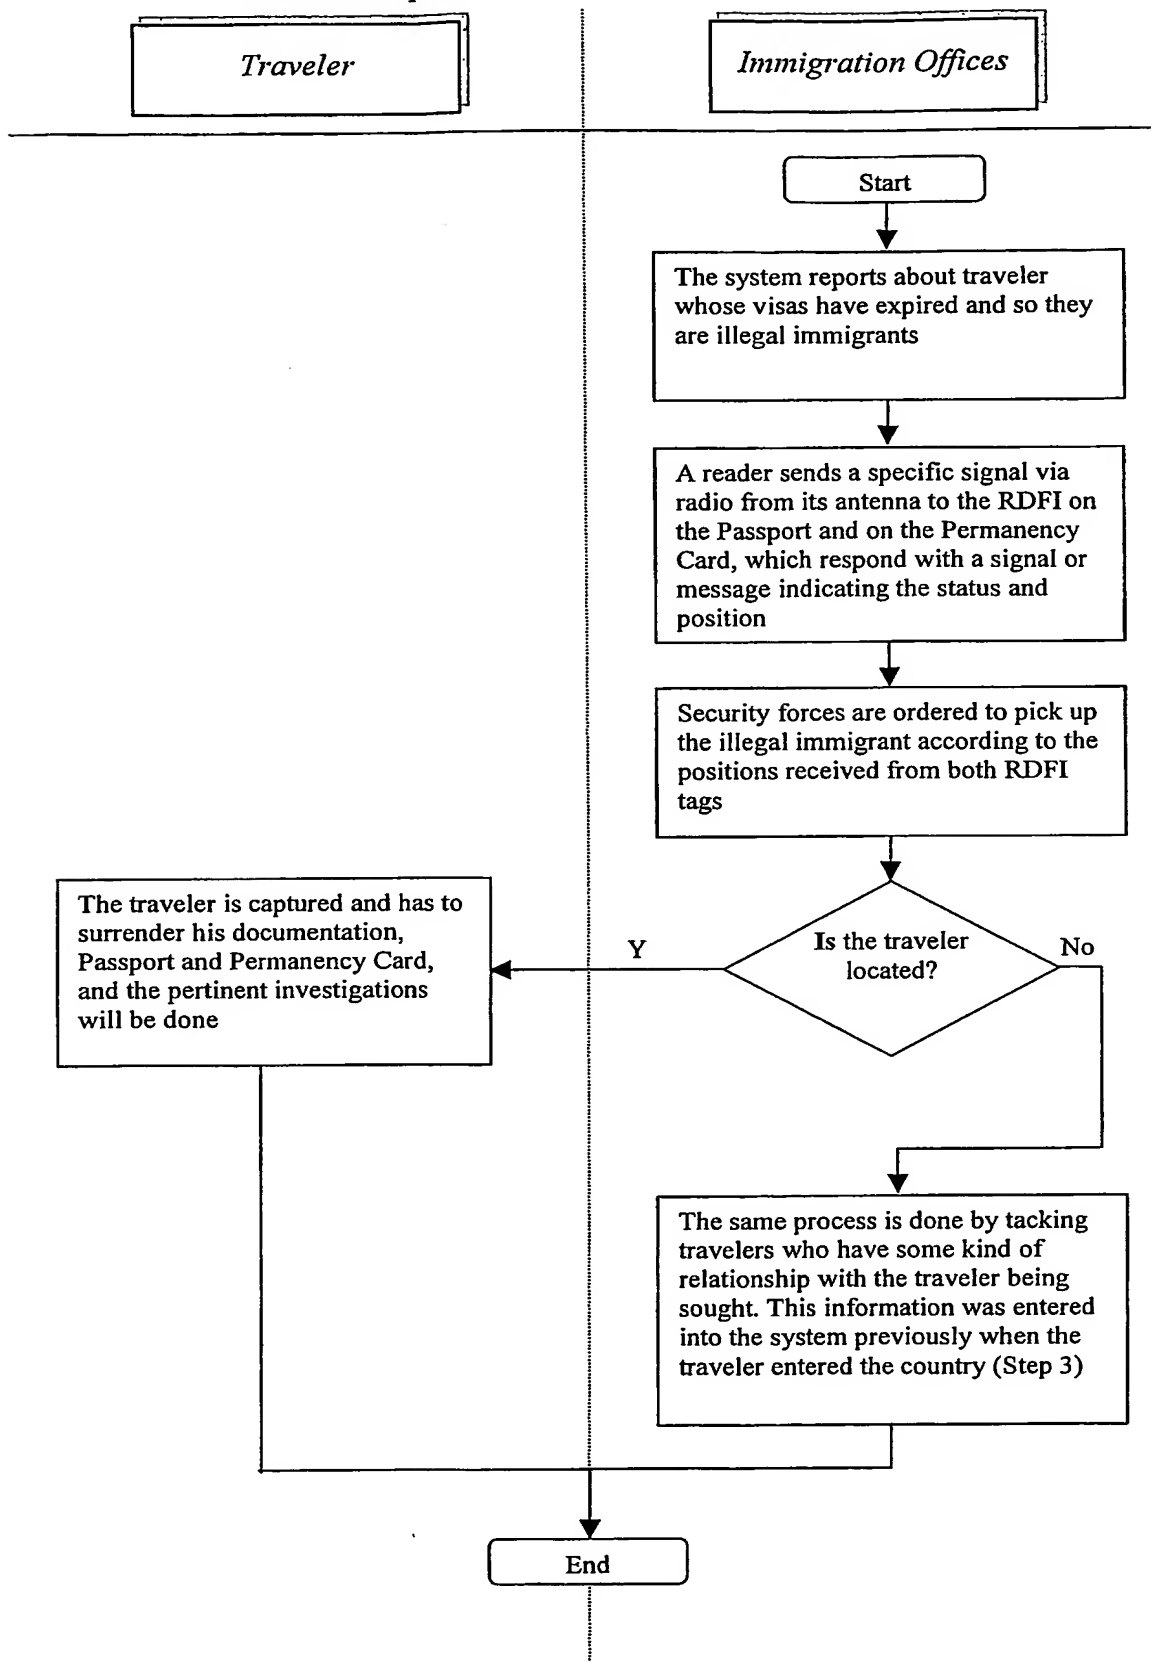 Traveler
Immigration Offices
Start
The system reports about traveler
whose visas have expired and so they
are illegal immigrants
A reader sends a specific signal via
radio from its antenna to the RDFI on
the Passport and on the Permanency
Card, which respond with a signal or
message indicating the status and
position
Security forces are ordered to pick up
the illegal immigrant according to the
positions received from both RDFI
tags
Is the traveler
located?
Y
No
The traveler is captured and has to
surrender his documentation,
Passport and Permanency Card,
and the pertinent investigations
will be done
The same process is done by tacking
travelers who have some kind of
relationship with the traveler being
sought. This information was entered
into the system previously when the
traveler entered the country (Step 3)
End